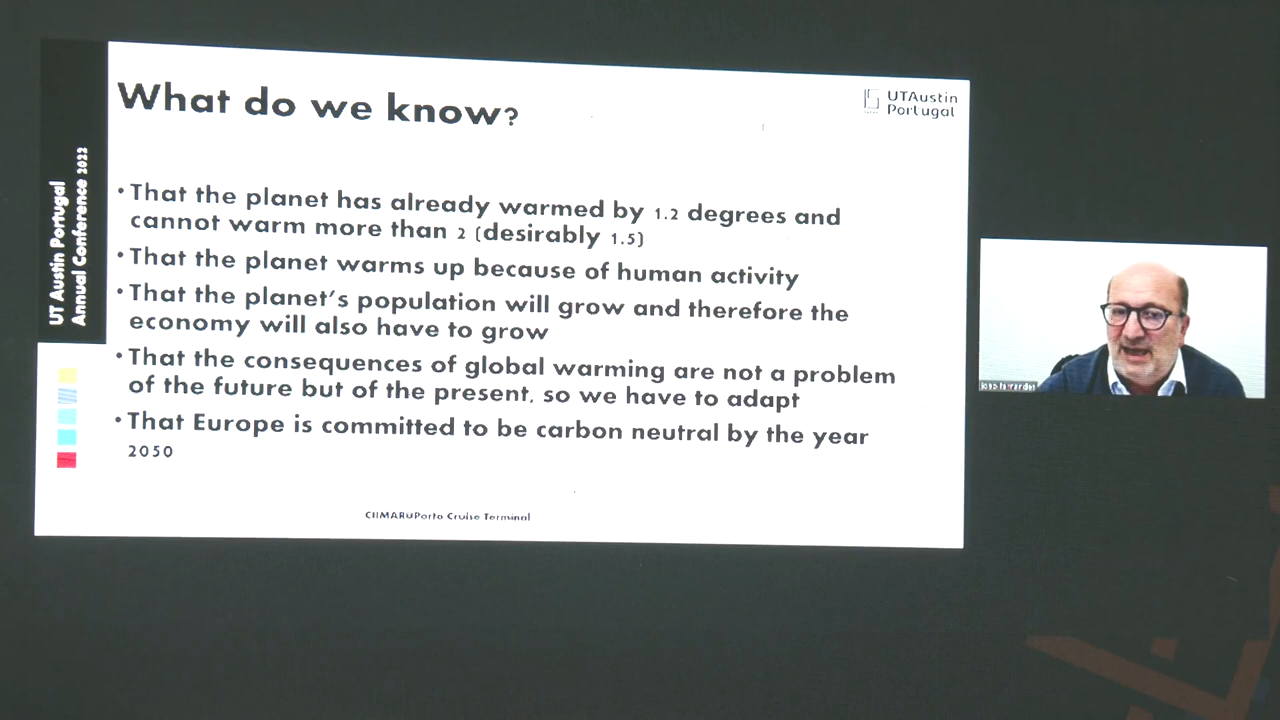 What do we know?
UTAustin
Portugal
UT Austin Portugal
Annual Conference 2022
• That the planet has already warmed by 1.2 degrees and
cannot warm more than 2 (desirably 1.5)
• That the planet warms up because of human activity
• That the planet's population will grow and therefore the
economy will also have to grow
• That the consequences of global warming are not a problem
of the future but of the present, so we have to adapt
• That Europe is committed to be carbon neutral by the year
2050
CIIMARUPorto Cruise Terminal